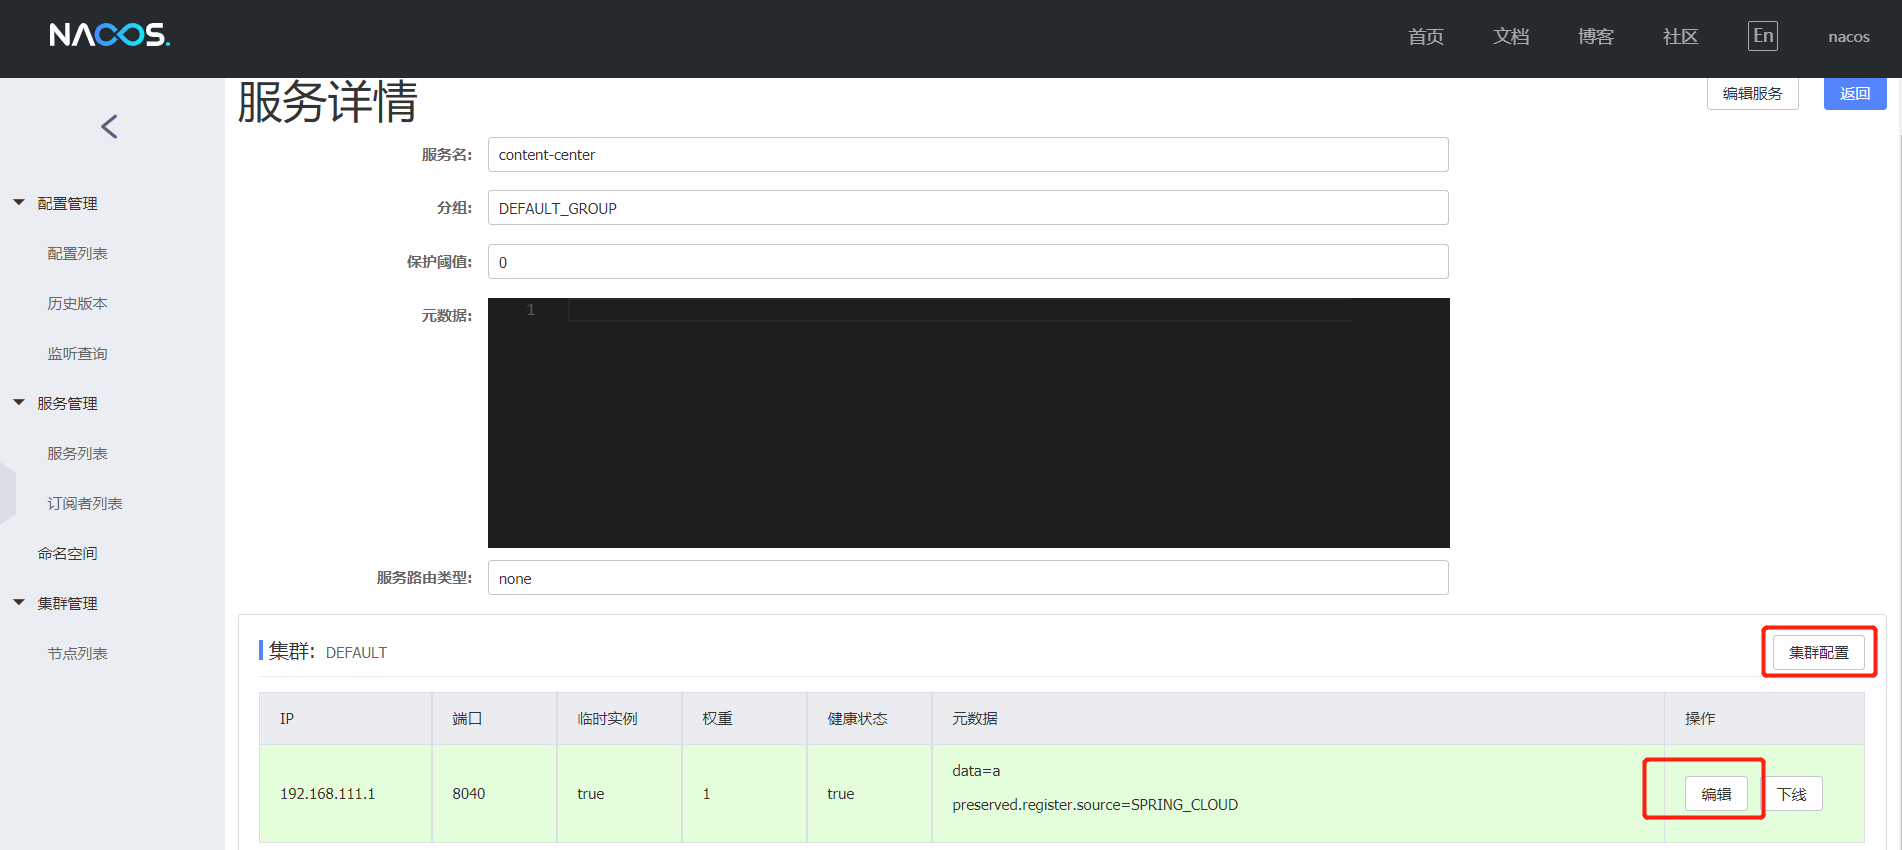 NACOS.
首页 文档 博客 社区 En nacos
服务详情 编辑服务 返回
配置管理
配置列表
历史版本
监听查询
服务管理
服务列表
订阅者列表
命名空间
集群管理
节点列表
服务名: content-center
分组: DEFAULT_GROUP
保护阈值: 0
元数据: 1
服务路由类型: none
集群: DEFAULT 集群配置
IP 端口 临时实例 权重 健康状态 元数据 操作
192.168.111.1 8040 true 1 true data=a
preserved.register.source=SPRING_CLOUD
编辑 下线